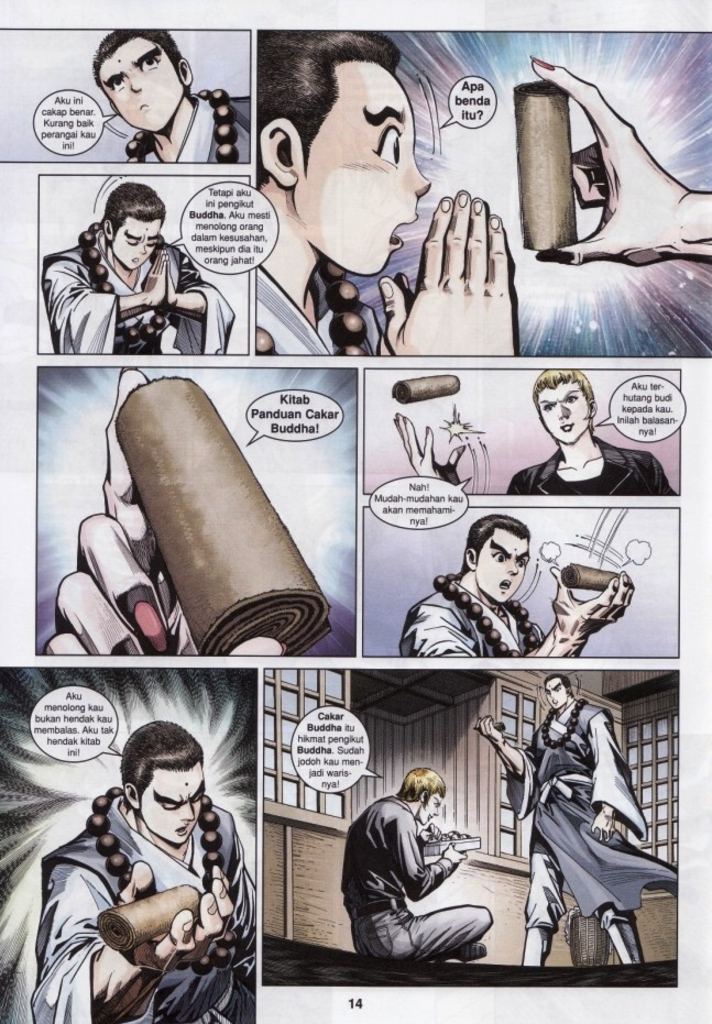 Aku ini
cakap benar.
Kurang baik
perangai kau
ini!
Tetapi aku
ini pengikut
Buddha. Aku mesti
menolong orang
dalam kesusahan,
meskipun dia itu
orang jahat!
Apa
benda
itu?
Kitab
Panduan Cakar
Buddha!
Aku ter-
hutang budi
kepada kau.
Inilah balasan-
nya!
Nah!
Mudah-mudahan kau
akan memahami-
nya!
Aku
menolong kau
bukan hendak kau
membalas. Aku tak
hendak kitab
ini!
Cakar
Buddha itu
hikmat pengikut
Buddha. Sudah
jodoh kau men-
jadi waris-
nya!
14